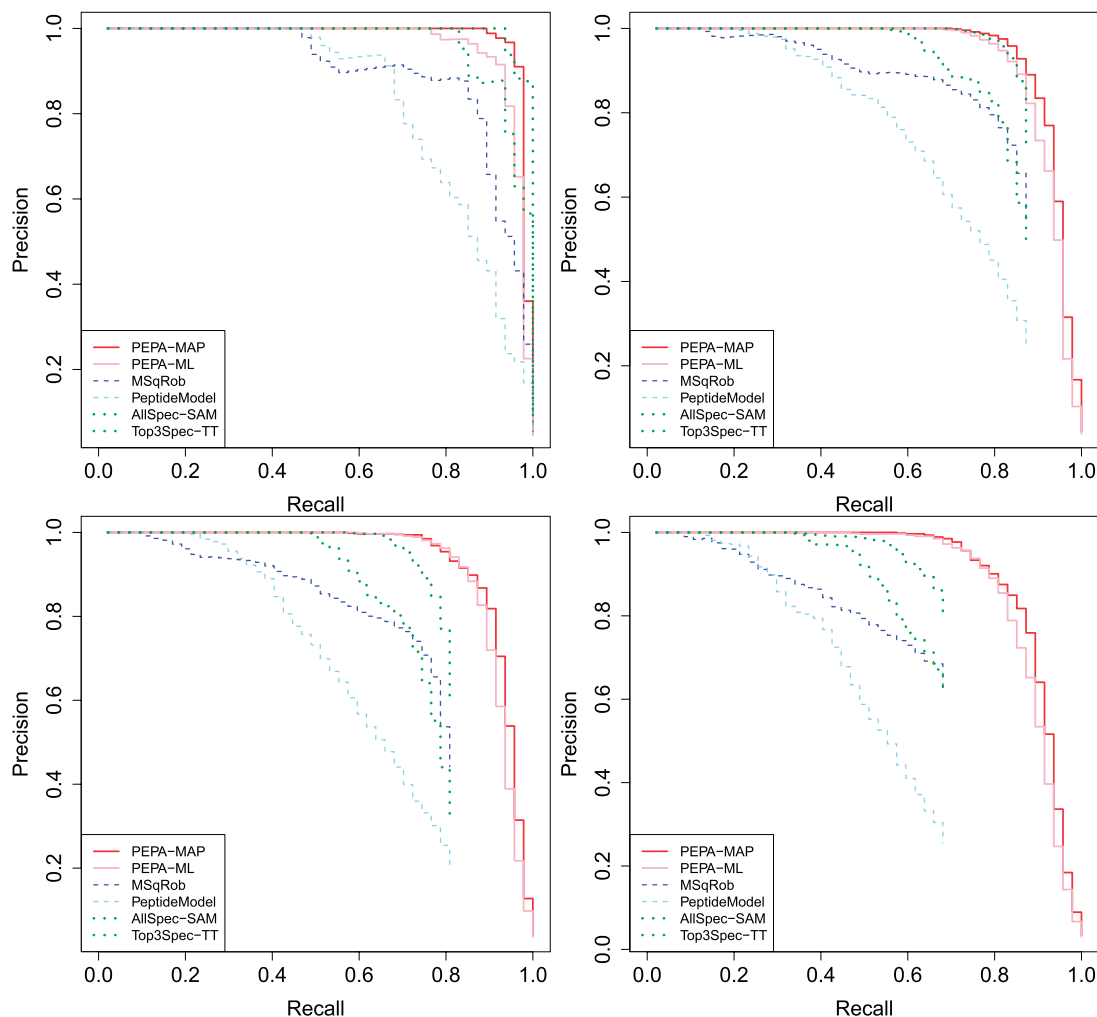 Precision
1.0
0.8
0.6
0.4
0.2
PEPA−MAP
PEPA−ML
MSqRob
PeptideModel
AllSpec−SAM
Top3Spec−TT
0.0 0.2 0.4 0.6 0.8 1.0
Recall
Precision
1.0
0.8
0.6
0.4
0.2
PEPA−MAP
PEPA−ML
MSqRob
PeptideModel
AllSpec−SAM
Top3Spec−TT
0.0 0.2 0.4 0.6 0.8 1.0
Recall
Precision
1.0
0.8
0.6
0.4
0.2
PEPA−MAP
PEPA−ML
MSqRob
PeptideModel
AllSpec−SAM
Top3Spec−TT
0.0 0.2 0.4 0.6 0.8 1.0
Recall
Precision
1.0
0.8
0.6
0.4
0.2
0.0
PEPA−MAP
PEPA−ML
MSqRob
PeptideModel
AllSpec−SAM
Top3Spec−TT
0.0 0.2 0.4 0.6 0.8 1.0
Recall